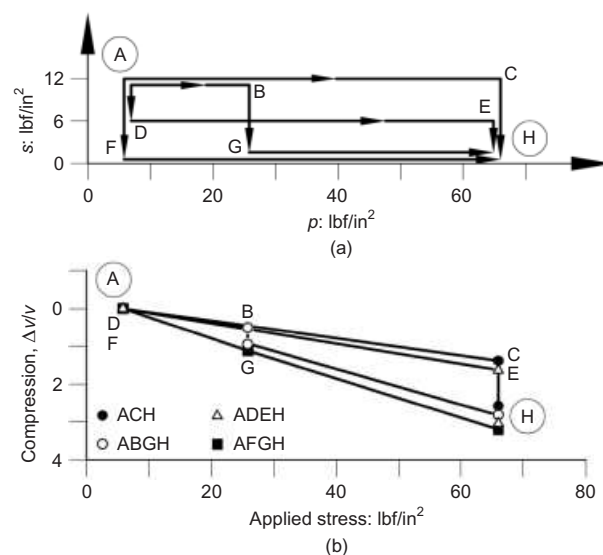 A
C
12
s: lbf/in²
B
E
6
D
H
F
G
0
0 20 40 60
p: lbf/in²
(a)
A
0
B
D
F
C
G
E
Compression, Δv/v
2
ACH ADEH
H
ABGH AFGH
4
0 20 40 60 80
Applied stress: lbf/in²
(b)